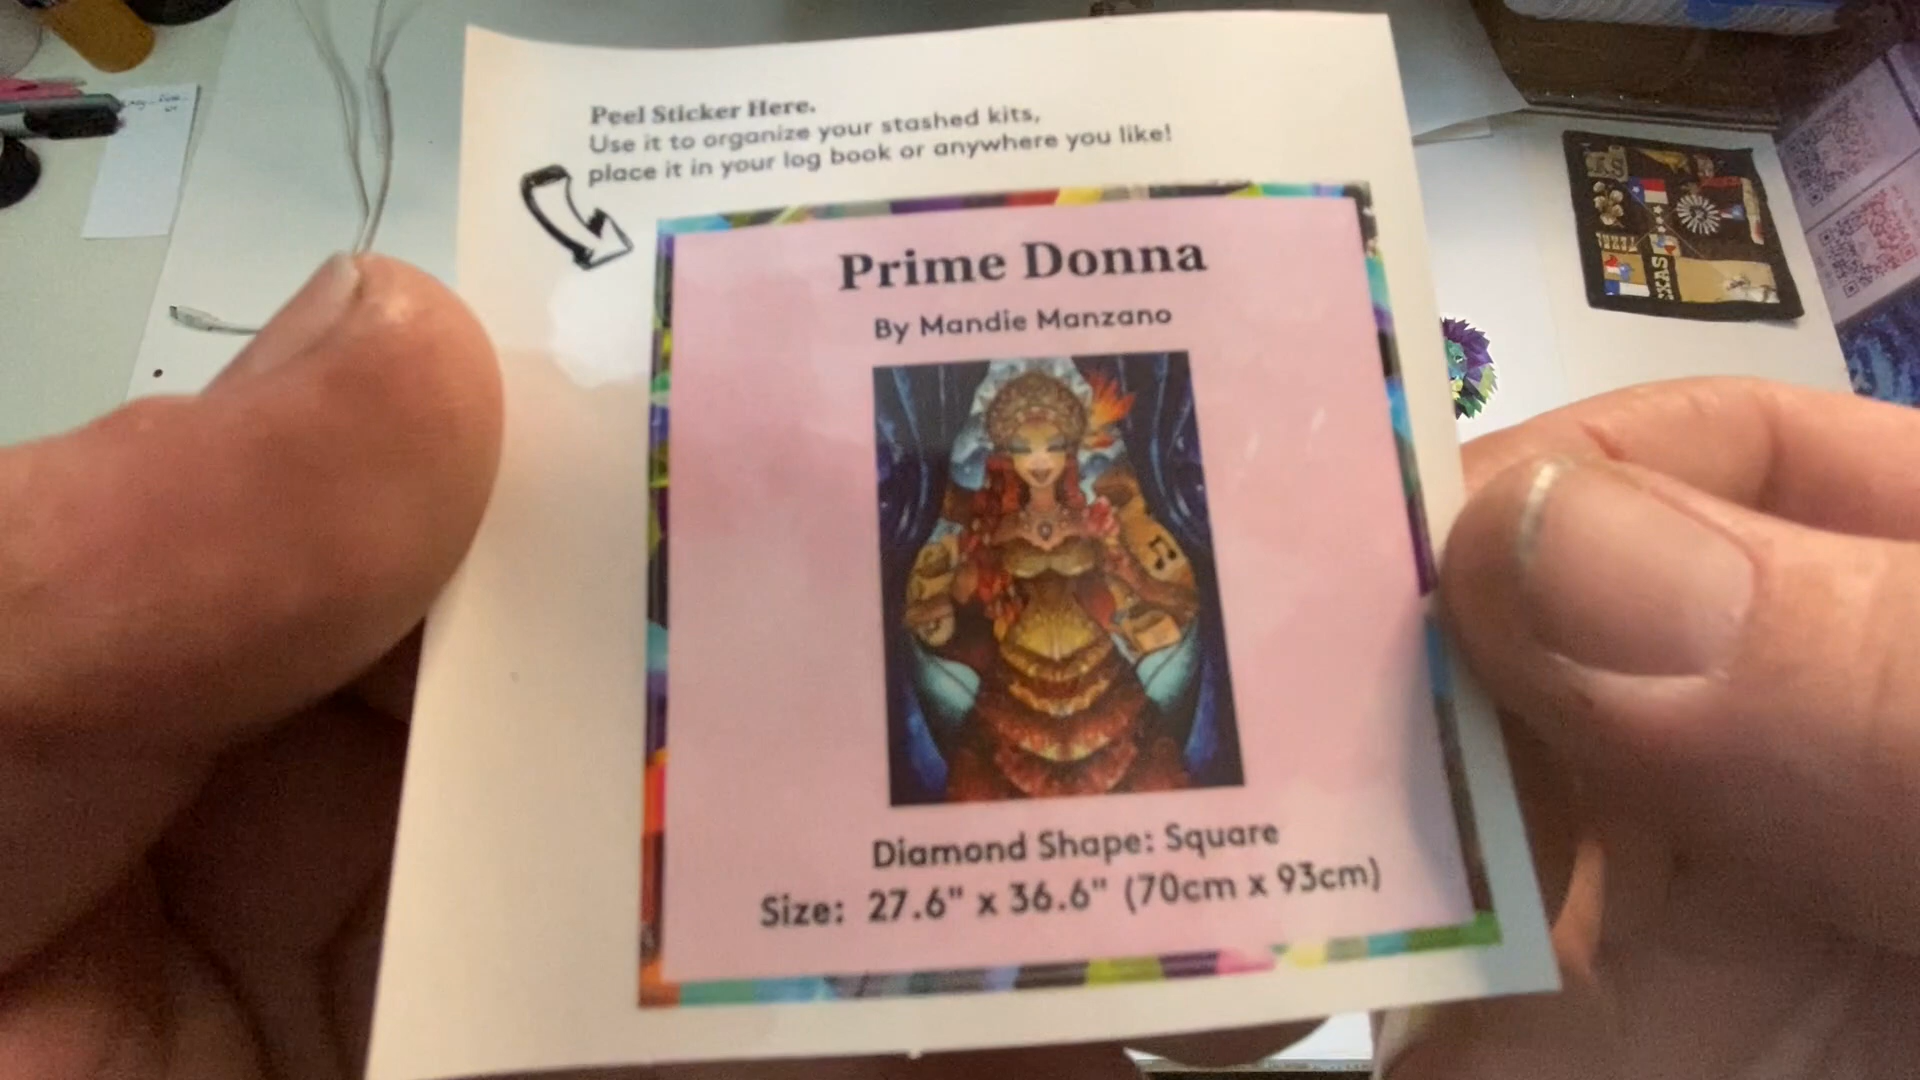 Peel Sticker Here.
Use it to organize your stashed kits,
place it in your log book or anywhere you like!
Prime Donna
By Mandie Manzano
Diamond Shape: Square
Size: 27.6" x 36.6" (70cm x 93cm)